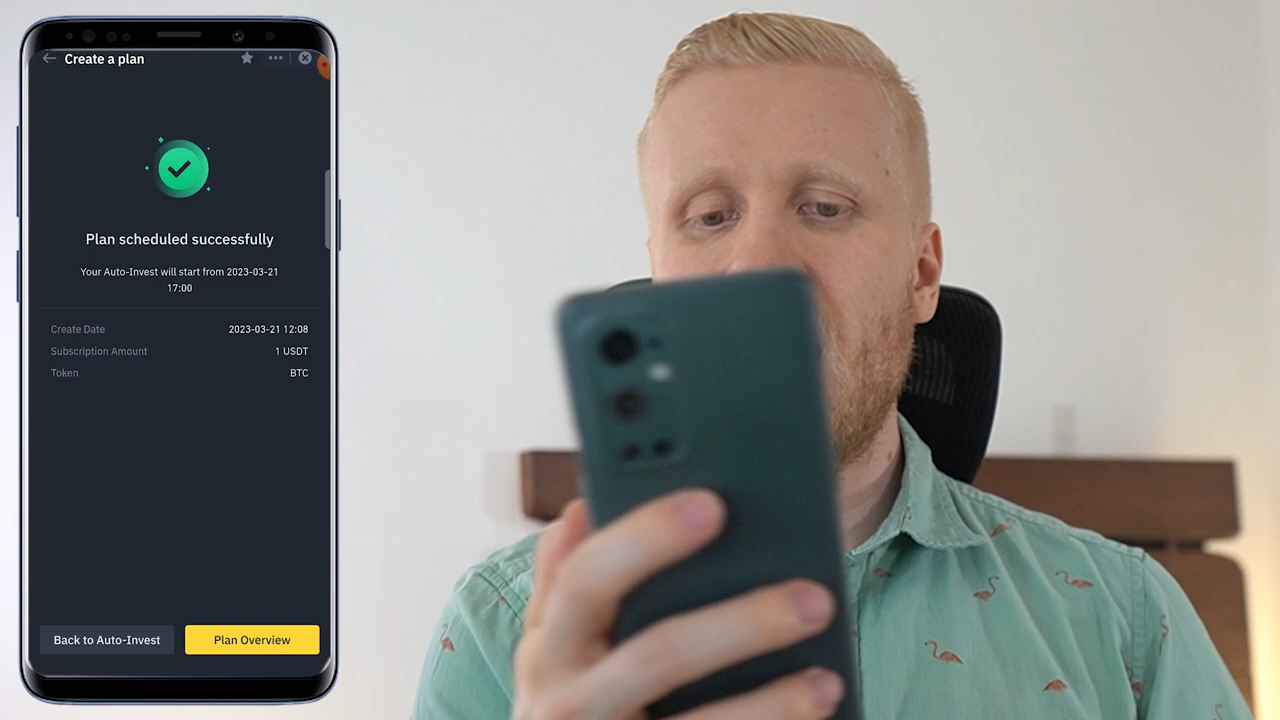 Create a plan
Plan scheduled successfully
Your Auto-Invest will start from 2023-03-21
17:00
Create Date 2023-03-21 12:08
Subscription Amount 1 USDT
Token BTC
Back to Auto-Invest Plan Overview